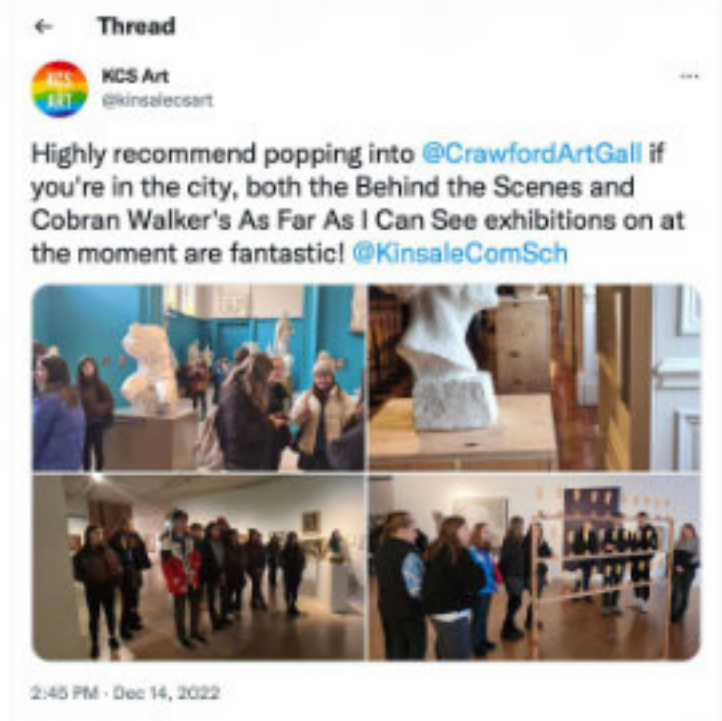 ← Thread
KCS Art
KCS
ART
@kinsalecsart
Highly recommend popping into @CrawfordArtGall if
you're in the city, both the Behind the Scenes and
Cobran Walker's As Far As I Can See exhibitions on at
the moment are fantastic! @KinsaleComSch
2:45 PM · Dec 14, 2022